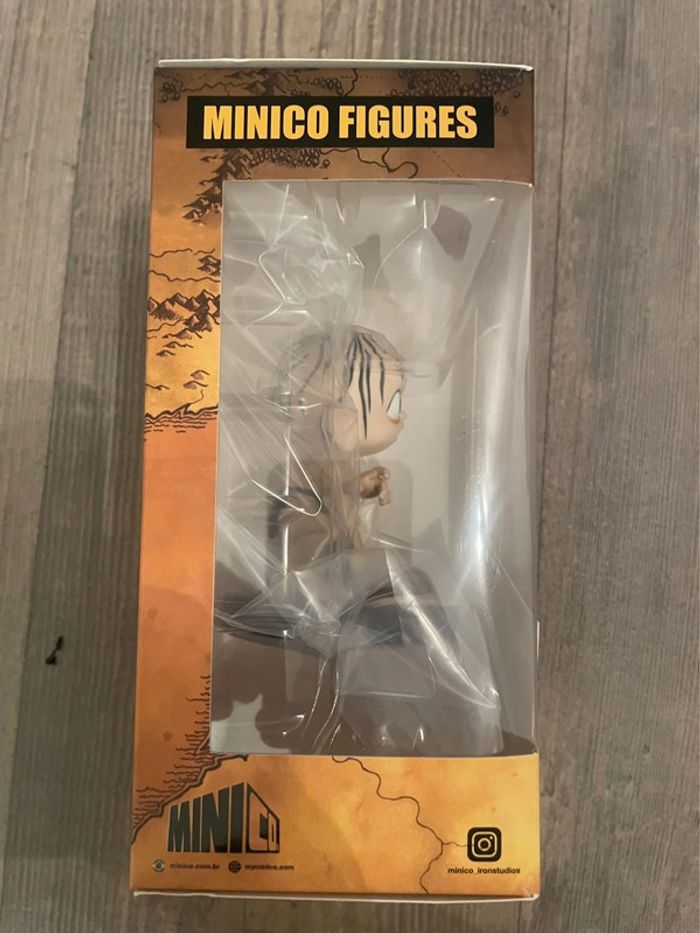 MINICO FIGURES
MINICO
minico.com.br myminico.com
minico_ironstudios